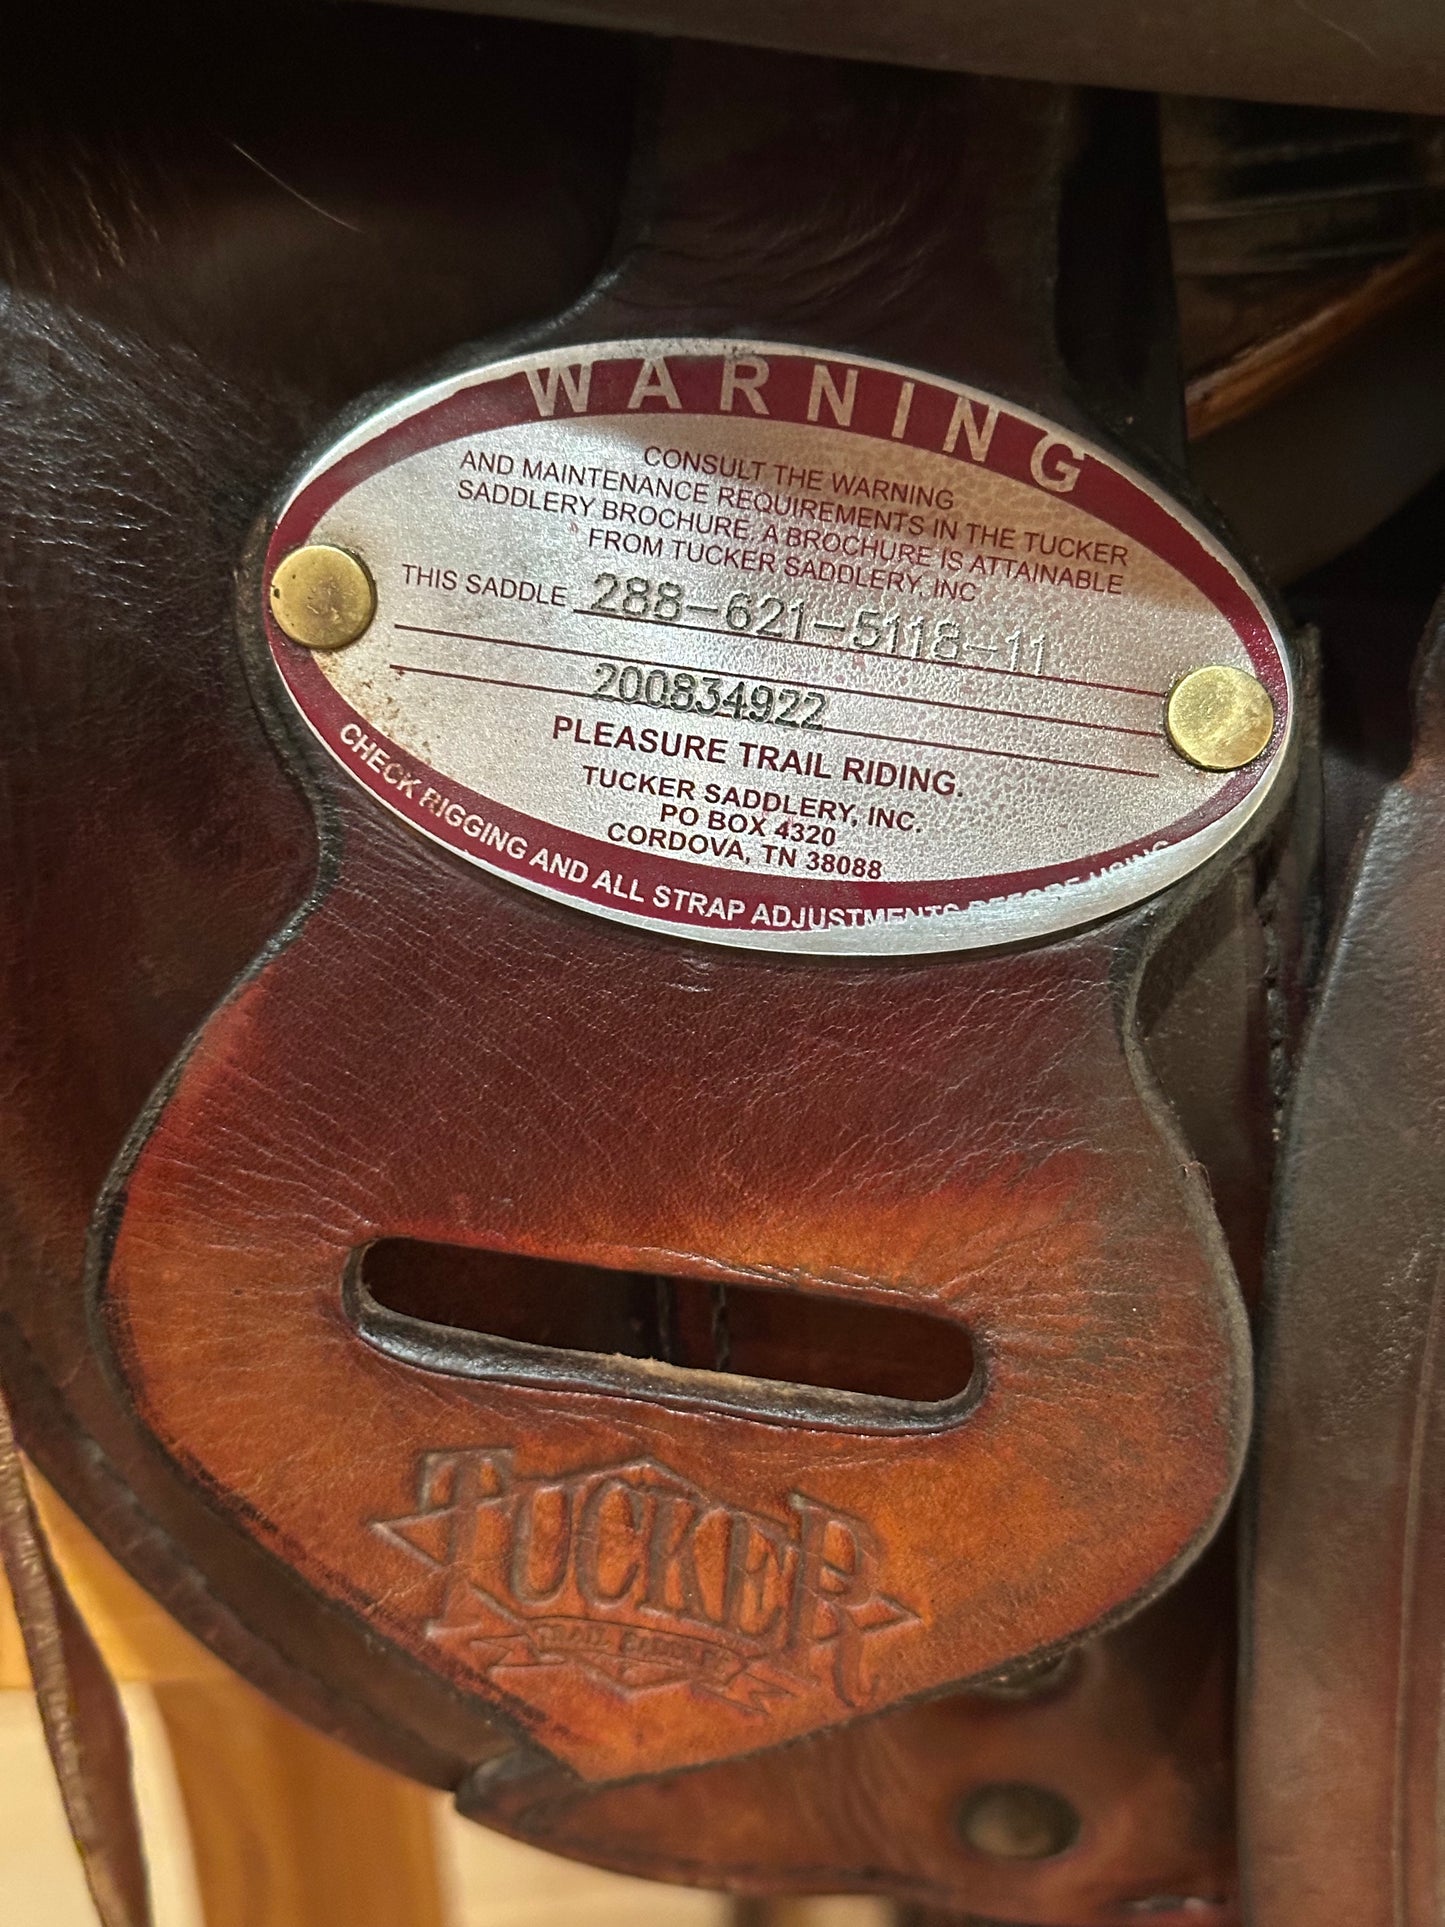 WARNING
CONSULT THE WARNING
AND MAINTENANCE REQUIREMENTS IN THE TUCKER
SADDLERY BROCHURE. A BROCHURE IS ATTAINABLE
FROM TUCKER SADDLERY, INC
THIS SADDLE 288-621-5118-11
200834922
PLEASURE TRAIL RIDING.
TUCKER SADDLERY, INC.
PO BOX 4320
CORDOVA, TN 38088
CHECK RIGGING AND ALL STRAP ADJUSTMENTS BEFORE USING
TUCKER